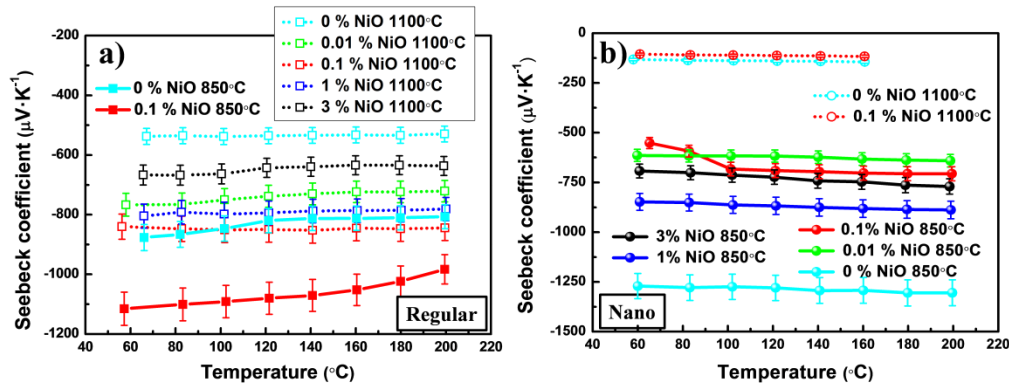 a)
0 % NiO 1100°C
0.01 % NiO 1100°C
0.1 % NiO 1100°C
1 % NiO 1100°C
3 % NiO 1100°C
0 % NiO 850°C
0.1 % NiO 850°C
Regular
Seebeck coefficient (μV·K⁻¹)
-200
-400
-600
-800
-1000
-1200
40 60 80 100 120 140 160 180 200 220
Temperature (°C)
b)
0 % NiO 1100°C
0.1 % NiO 1100°C
3% NiO 850°C
1% NiO 850°C
0.1% NiO 850°C
0.01 % NiO 850°C
0 % NiO 850°C
Nano
Seebeck coefficient (μV·K⁻¹)
0
-250
-500
-750
-1000
-1250
-1500
40 60 80 100 120 140 160 180 200 220
Temperature (°C)